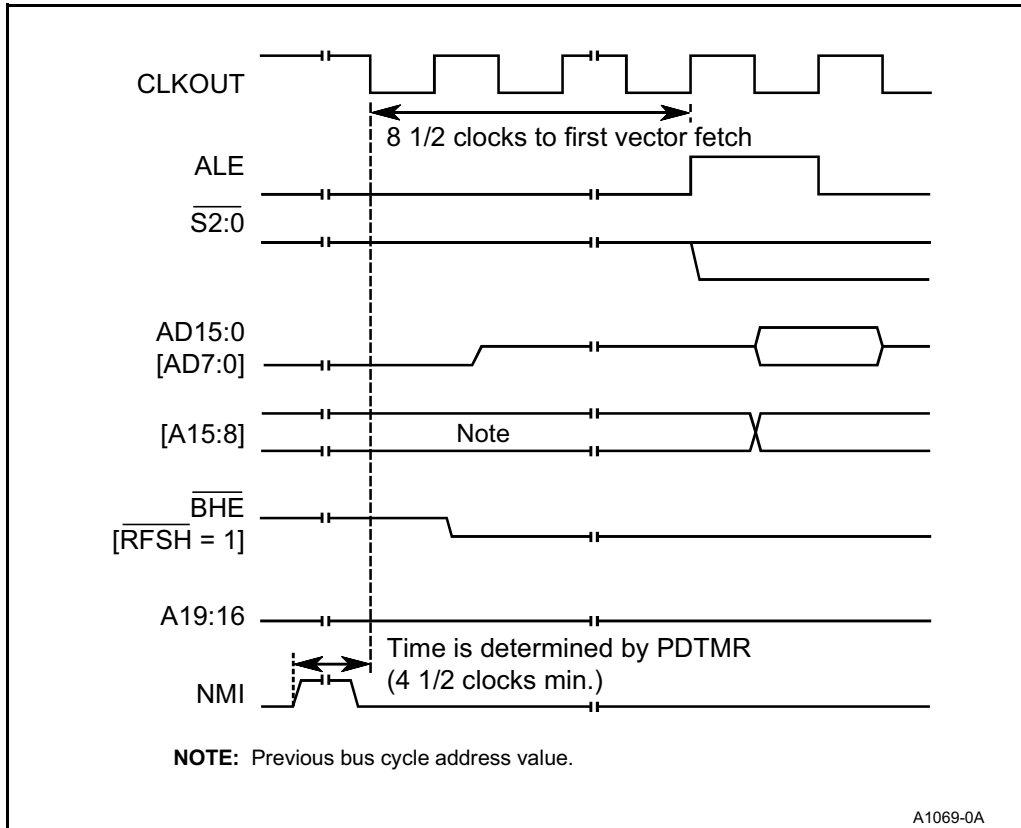 CLKOUT
8 1/2 clocks to first vector fetch
ALE
S2:0
AD15:0
[AD7:0]
[A15:8]
Note
BHE
[RFSH = 1]
A19:16
Time is determined by PDTMR
(4 1/2 clocks min.)
NMI
NOTE: Previous bus cycle address value.
A1069-0A